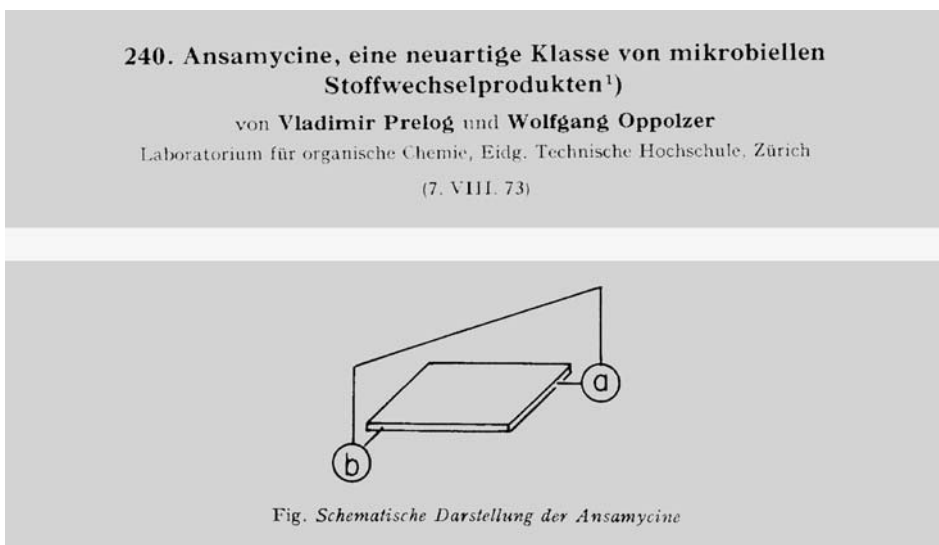 240. Ansamycine, eine neuartige Klasse von mikrobiellen
Stoffwechselprodukten¹)
von Vladimir Prelog und Wolfgang Oppolzer
Laboratorium für organische Chemie, Eidg. Technische Hochschule, Zürich
(7. VIII. 73)
a
b
Fig. Schematische Darstellung der Ansamycine